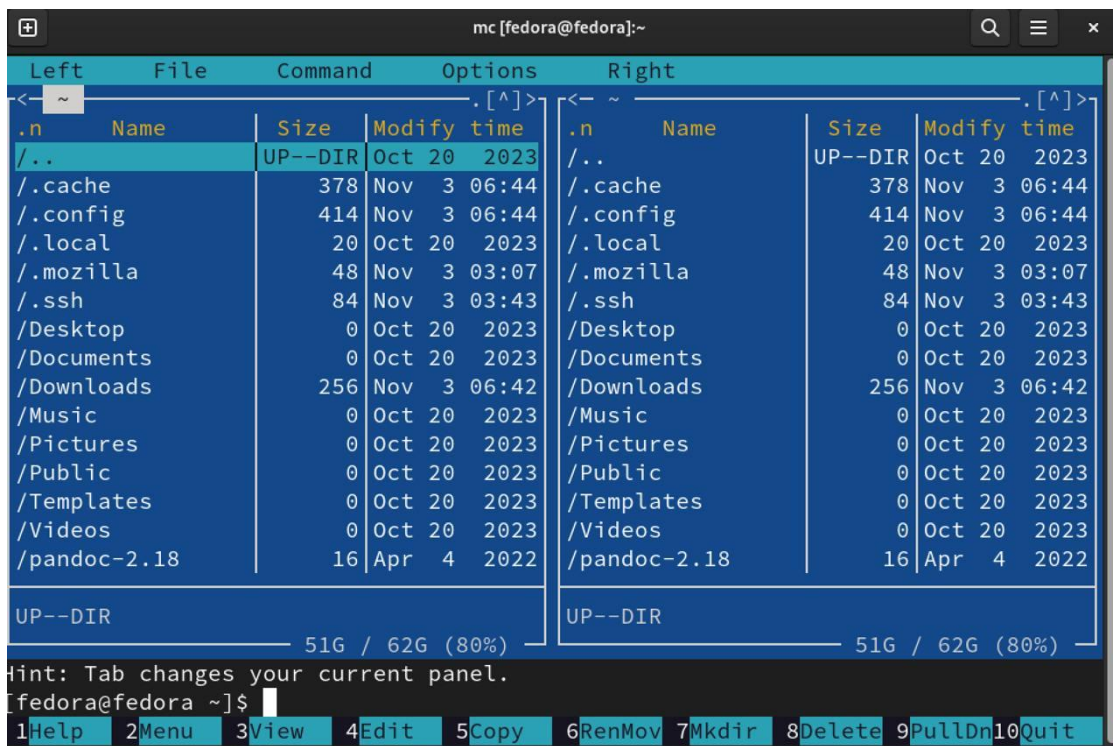 mc [fedora@fedora]:~
Left File Command Options Right
<— ~ .[^]> <— ~ .[^]>
.n Name Size Modify time .n Name Size Modify time
/.. UP--DIR Oct 20 2023 /.. UP--DIR Oct 20 2023
/.cache 378 Nov 3 06:44 /.cache 378 Nov 3 06:44
/.config 414 Nov 3 06:44 /.config 414 Nov 3 06:44
/.local 20 Oct 20 2023 /.local 20 Oct 20 2023
/.mozilla 48 Nov 3 03:07 /.mozilla 48 Nov 3 03:07
/.ssh 84 Nov 3 03:43 /.ssh 84 Nov 3 03:43
/Desktop 0 Oct 20 2023 /Desktop 0 Oct 20 2023
/Documents 0 Oct 20 2023 /Documents 0 Oct 20 2023
/Downloads 256 Nov 3 06:42 /Downloads 256 Nov 3 06:42
/Music 0 Oct 20 2023 /Music 0 Oct 20 2023
/Pictures 0 Oct 20 2023 /Pictures 0 Oct 20 2023
/Public 0 Oct 20 2023 /Public 0 Oct 20 2023
/Templates 0 Oct 20 2023 /Templates 0 Oct 20 2023
/Videos 0 Oct 20 2023 /Videos 0 Oct 20 2023
/pandoc-2.18 16 Apr 4 2022 /pandoc-2.18 16 Apr 4 2022
UP--DIR UP--DIR
51G / 62G (80%) 51G / 62G (80%)
Hint: Tab changes your current panel.
[fedora@fedora ~]$
1Help 2Menu 3View 4Edit 5Copy 6RenMov 7Mkdir 8Delete 9PullDn 10Quit